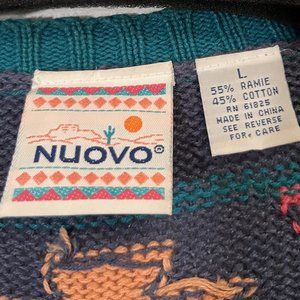 NUOVO®
L
55% RAMIE
45% COTTON
RN 61825
MADE IN CHINA
SEE REVERSE
FOR CARE